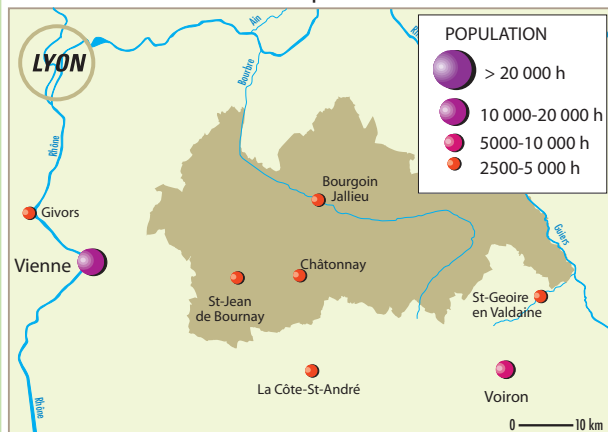 POPULATION
> 20 000 h
10 000-20 000 h
5000-10 000 h
2500-5 000 h
LYON
Ain
Bourbre
Rhône
Givors
Vienne
Bourgoin
Jallieu
Châtonnay
St-Jean
de Bournay
Guiers
St-Geoire
en Valdaine
La Côte-St-André
Voiron
Rhône
0
10 km